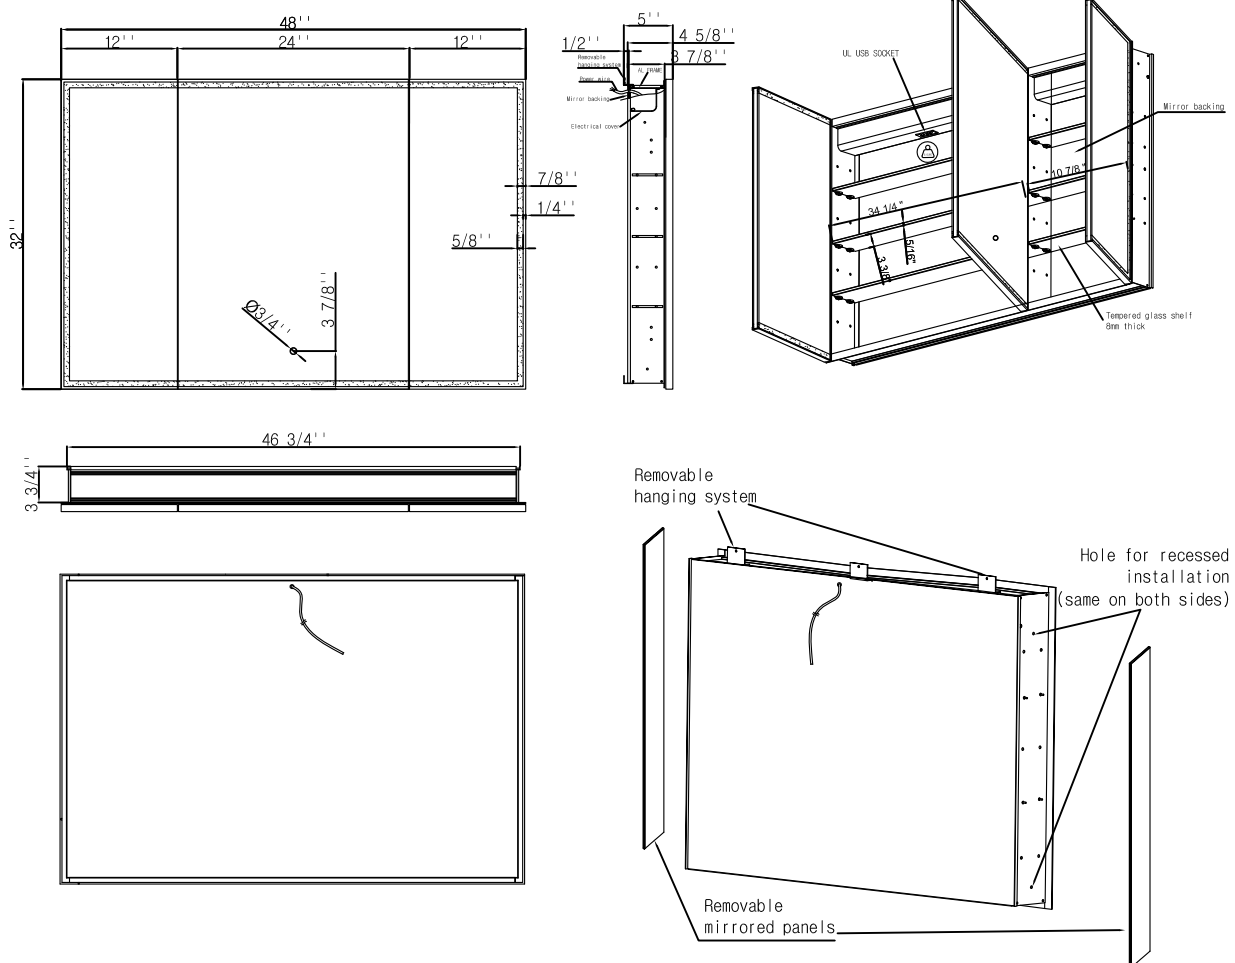 48''
12''
24''
12''
32''
7/8''
1/4''
5/8''
Ø3/4''
3 7/8''
5''
4 5/8''
1/2''
3 7/8''
Removable
hanging system
AL FRAME
Power wire
Mirror backing
Electrical cover
UL USB SOCKET
Mirror backing
10 7/8"
34 1/4"
5/16"
3 3/8"
Tempered glass shelf
8mm thick
46 3/4''
3 3/4''
Removable
hanging system
Hole for recessed
installation
(same on both sides)
Removable
mirrored panels